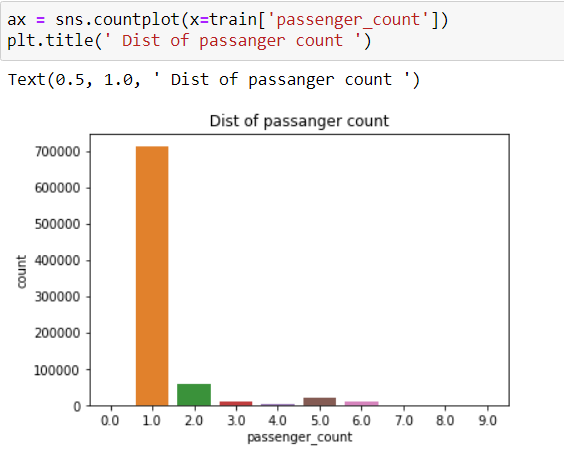 ax = sns.countplot(x=train['passenger_count'])
plt.title(' Dist of passanger count ')
Text(0.5, 1.0, ' Dist of passanger count ')
Dist of passanger count
700000
600000
500000
400000
300000
200000
100000
0
count
0.0 1.0 2.0 3.0 4.0 5.0 6.0 7.0 8.0 9.0
passenger_count